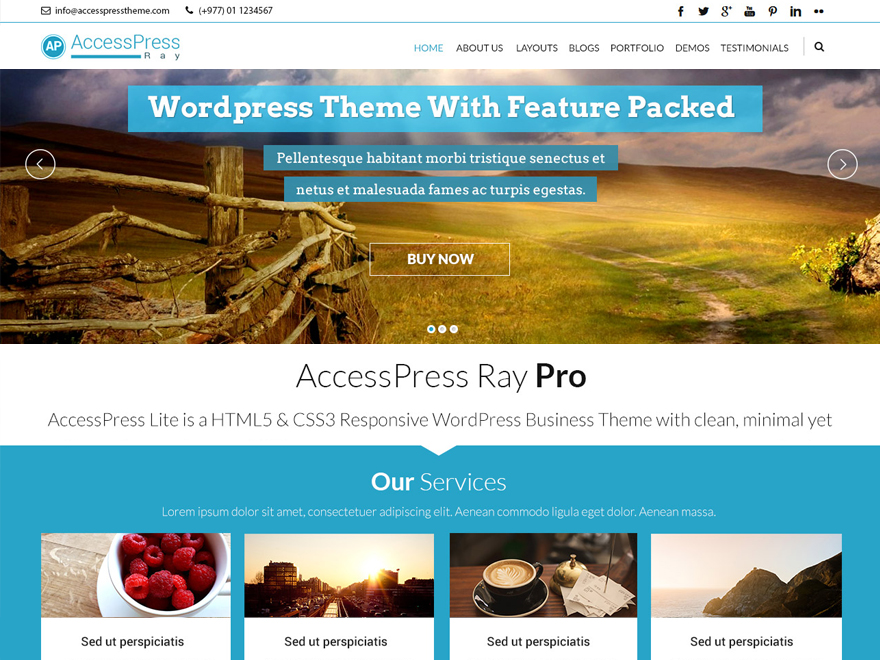 info@accesspresstheme.com (+977) 01 1234567
AP AccessPress
Ray
HOME ABOUT US LAYOUTS BLOGS PORTFOLIO DEMOS TESTIMONIALS
Wordpress Theme With Feature Packed
Pellentesque habitant morbi tristique senectus et
netus et malesuada fames ac turpis egestas.
BUY NOW
AccessPress Ray Pro
AccessPress Lite is a HTML5 & CSS3 Responsive WordPress Business Theme with clean, minimal yet
Our Services
Lorem ipsum dolor sit amet, consectetuer adipiscing elit. Aenean commodo ligula eget dolor. Aenean massa.
Sed ut perspiciatis Sed ut perspiciatis Sed ut perspiciatis Sed ut perspiciatis